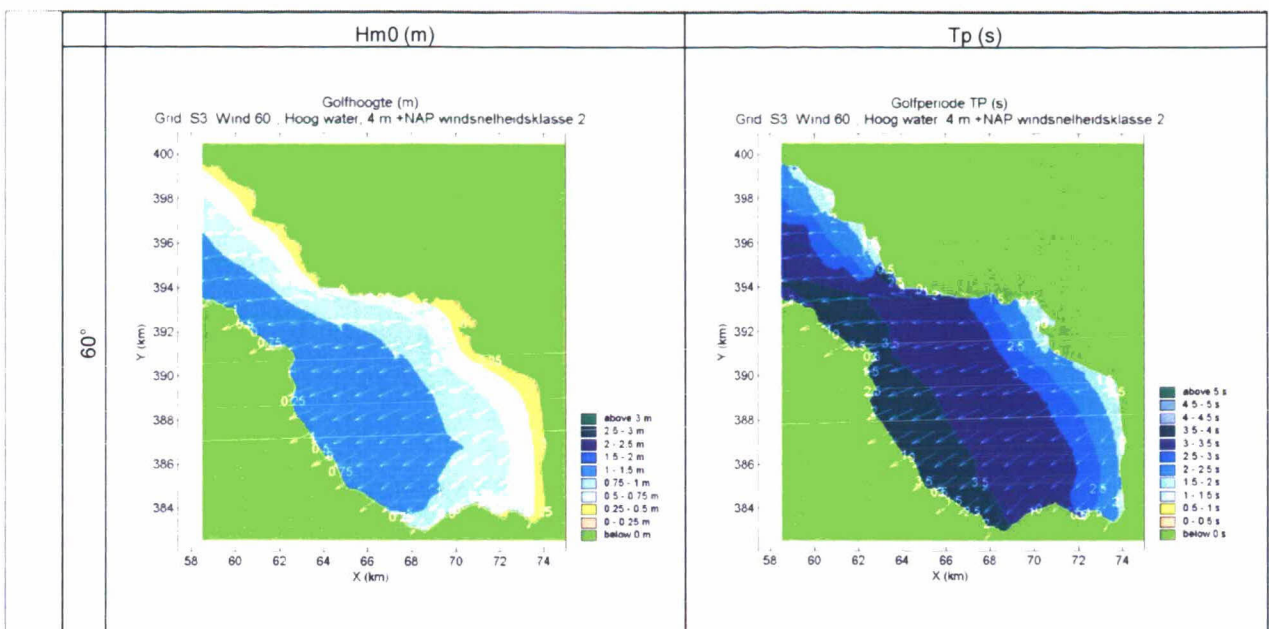 Hm0 (m)
Tp (s)
60°
Golfhoogte (m)
Grid S3 Wind 60 , Hoog water, 4 m +NAP windsnelheidsklasse 2
400
398
396
394
392
390
388
386
384
Y (km)
58 60 62 64 66 68 70 72 74
X (km)
above 3 m
2.5 - 3 m
2 - 2.5 m
1.5 - 2 m
1 - 1.5 m
0.75 - 1 m
0.5 - 0.75 m
0.25 - 0.5 m
0 - 0.25 m
below 0 m
Golfperiode TP (s)
Grid S3 Wind 60 , Hoog water 4 m +NAP windsnelheidsklasse 2
400
398
396
394
392
390
388
386
384
Y (km)
58 60 62 64 66 68 70 72 74
X (km)
above 5 s
4.5 - 5 s
4 - 4.5 s
3.5 - 4 s
3 - 3.5 s
2.5 - 3 s
2 - 2.5 s
1.5 - 2 s
1 - 1.5 s
0.5 - 1 s
0 - 0.5 s
below 0 s